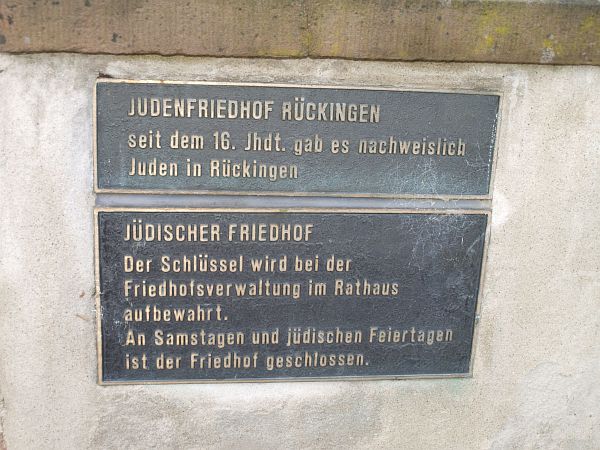 JUDENFRIEDHOF RÜCKINGEN
seit dem 16. Jhdt. gab es nachweislich
Juden in Rückingen
JÜDISCHER FRIEDHOF
Der Schlüssel wird bei der
Friedhofsverwaltung im Rathaus
aufbewahrt.
An Samstagen und jüdischen Feiertagen
ist der Friedhof geschlossen.